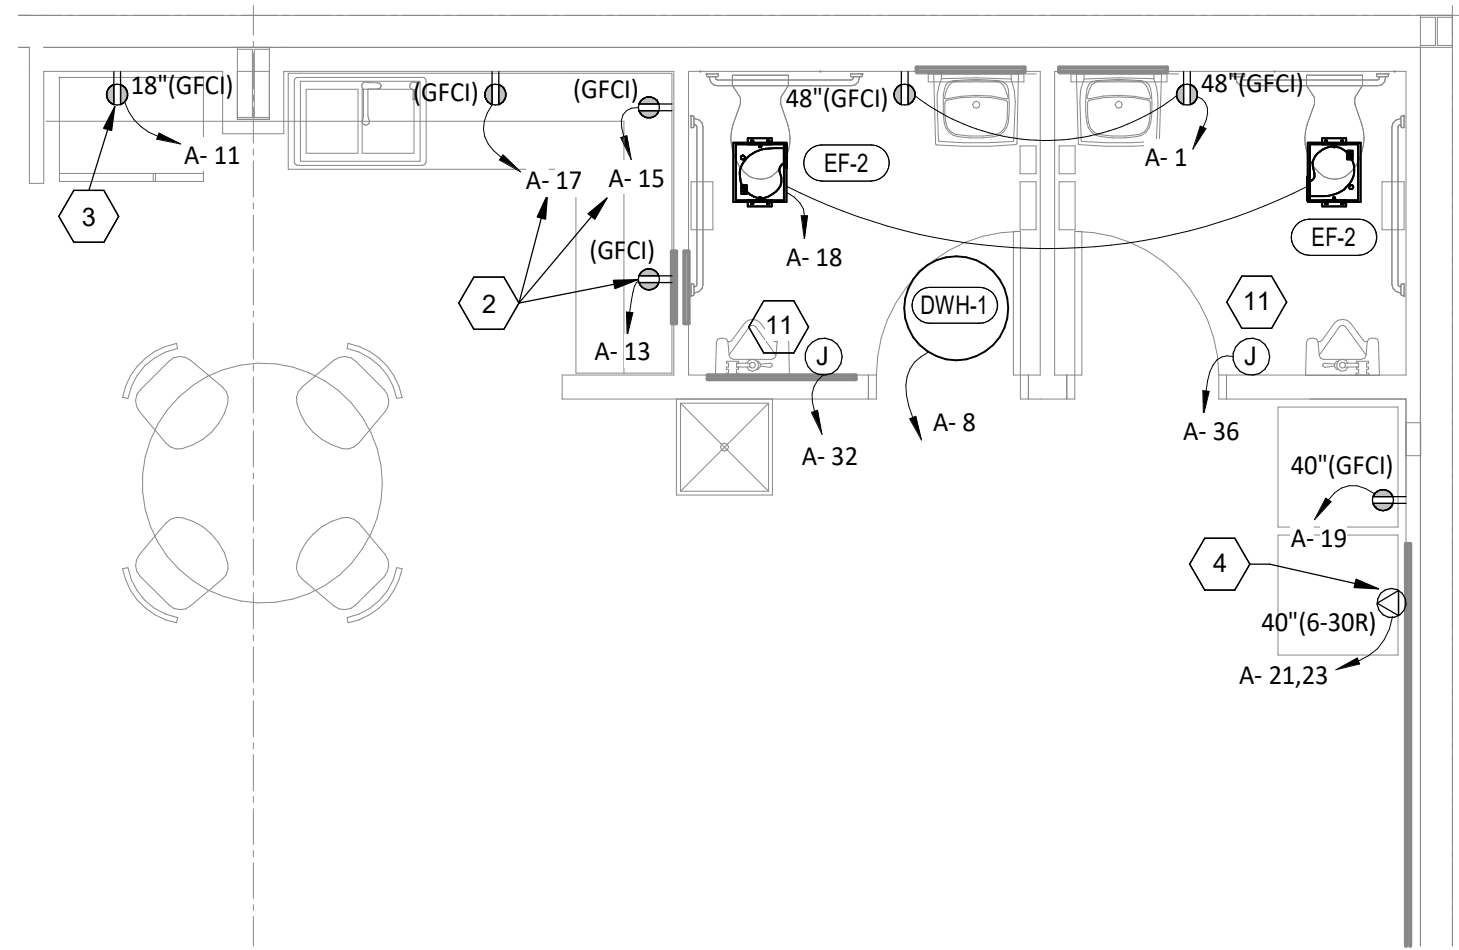 18"(GFCI)
A- 11
3
(GFCI)
A- 17
(GFCI)
A- 15
(GFCI)
A- 13
2
48"(GFCI)
EF-2
A- 18
48"(GFCI)
A- 1
EF-2
DWH-1
A- 8
11
J
A- 32
11
J
A- 36
40"(GFCI)
A- 19
4
40"(6-30R)
A- 21,23